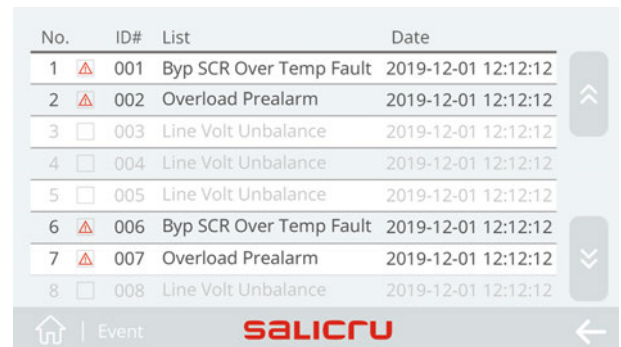 No. ID# List Date
1 001 Byp SCR Over Temp Fault 2019-12-01 12:12:12
2 002 Overload Prealarm 2019-12-01 12:12:12
3 003 Line Volt Unbalance 2019-12-01 12:12:12
4 004 Line Volt Unbalance 2019-12-01 12:12:12
5 005 Line Volt Unbalance 2019-12-01 12:12:12
6 006 Byp SCR Over Temp Fault 2019-12-01 12:12:12
7 007 Overload Prealarm 2019-12-01 12:12:12
8 008 Line Volt Unbalance 2019-12-01 12:12:12
| Event salicru